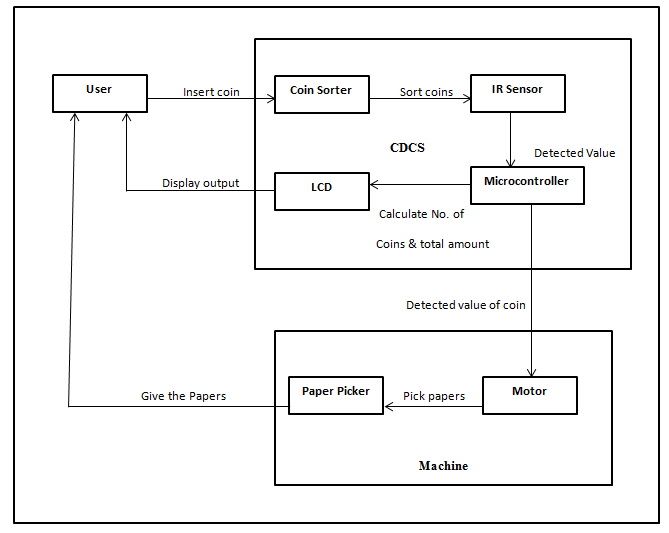 User
Insert coin
Coin Sorter
Sort coins
IR Sensor
CDCS
Detected Value
Display output
LCD
Microcontroller
Calculate No. of
Coins & total amount
Detected value of coin
Give the Papers
Paper Picker
Pick papers
Motor
Machine